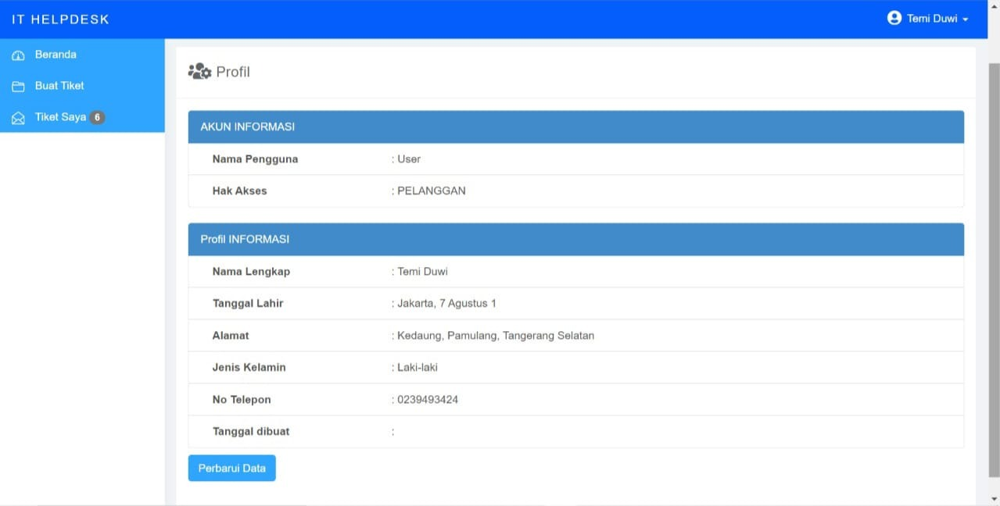 IT HELPDESK
Temi Duwi
Beranda
Buat Tiket
Tiket Saya 6
Profil
AKUN INFORMASI
Nama Pengguna : User
Hak Akses : PELANGGAN
Profil INFORMASI
Nama Lengkap : Temi Duwi
Tanggal Lahir : Jakarta, 7 Agustus 1
Alamat : Kedaung, Pamulang, Tangerang Selatan
Jenis Kelamin : Laki-laki
No Telepon : 0239493424
Tanggal dibuat :
Perbarui Data